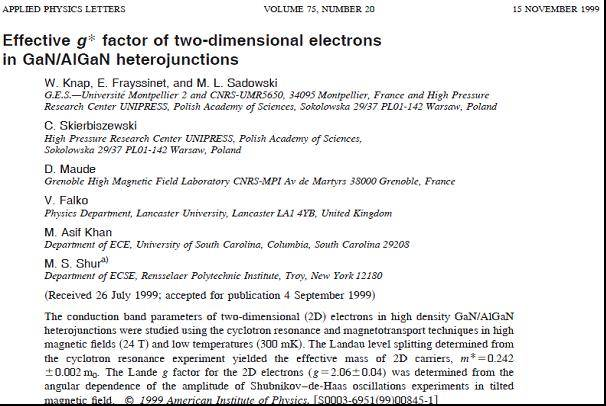 APPLIED PHYSICS LETTERS VOLUME 75, NUMBER 20 15 NOVEMBER 1999
Effective g* factor of two-dimensional electrons
in GaN/AlGaN heterojunctions
W. Knap, E. Frayssinet, and M. L. Sadowski
G.E.S.—Université Montpellier 2 and CNRS-UMR5650, 34095 Montpellier, France and High Pressure
Research Center UNIPRESS, Polish Academy of Sciences, Sokolowska 29/37 PL01-142 Warsaw, Poland
C. Skierbiszewski
High Pressure Research Center UNIPRESS, Polish Academy of Sciences,
Sokolowska 29/37 PL01-142 Warsaw, Poland
D. Maude
Grenoble High Magnetic Field Laboratory CNRS-MPI Av de Martyrs 38000 Grenoble, France
V. Falko
Physics Department, Lancaster University, Lancaster LA1 4YB, United Kingdom
M. Asif Khan
Department of ECE, University of South Carolina, Columbia, South Carolina 29208
M. S. Shur a)
Department of ECSE, Rensselaer Polytechnic Institute, Troy, New York 12180
(Received 26 July 1999; accepted for publication 4 September 1999)
The conduction band parameters of two-dimensional (2D) electrons in high density GaN/AlGaN
heterojunctions were studied using the cyclotron resonance and magnetotransport techniques in high
magnetic fields (24 T) and low temperatures (300 mK). The Landau level splitting determined from
the cyclotron resonance experiment yielded the effective mass of 2D carriers, m*=0.242
±0.002 m0. The Lande g factor for the 2D electrons (g=2.06±0.04) was determined from the
angular dependence of the amplitude of Shubnikov–de-Haas oscillations experiments in tilted
magnetic field. © 1999 American Institute of Physics. [S0003-6951(99)00845-1]